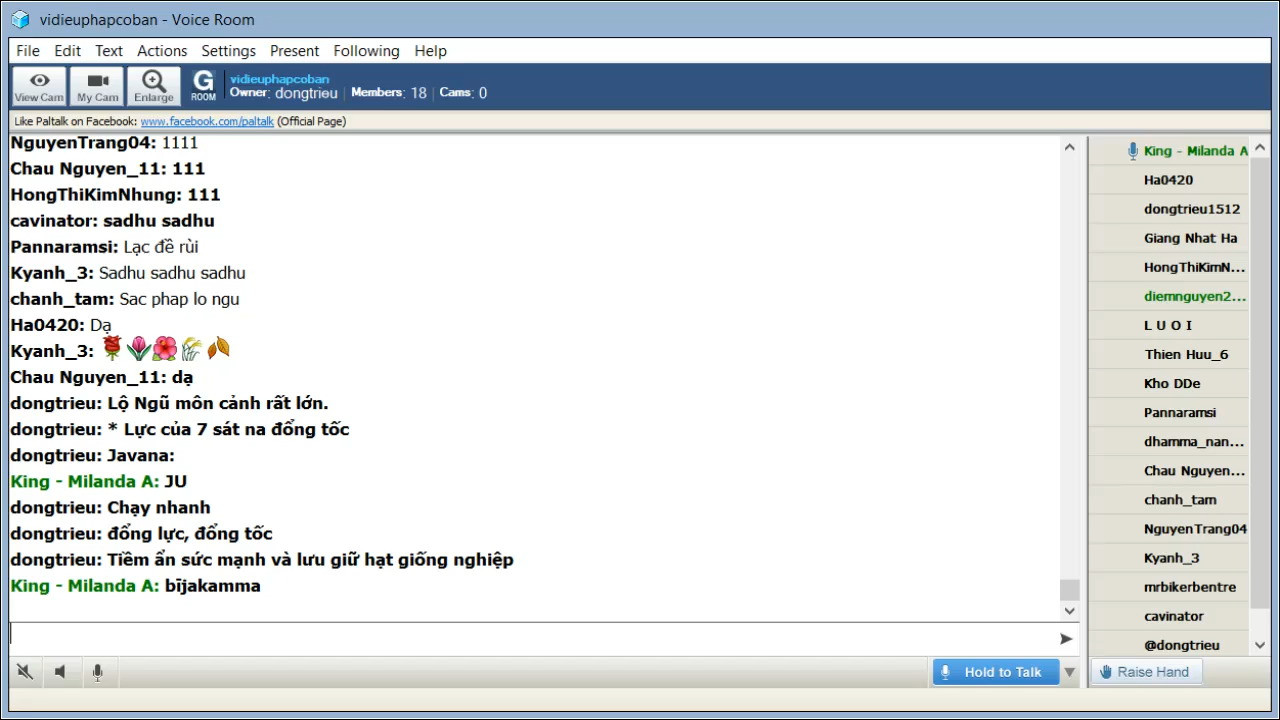 vidieuphapcoban - Voice Room
File Edit Text Actions Settings Present Following Help
View Cam My Cam Enlarge G ROOM
vidieuphapcoban
Owner: dongtrieu | Members: 18 | Cams: 0
Like Paltalk on Facebook: www.facebook.com/paltalk (Official Page)
NguyenTrang04: 1111
Chau Nguyen_11: 111
HongThiKimNhung: 111
cavinator: sadhu sadhu
Pannaramsi: Lạc đề rùi
Kyanh_3: Sadhu sadhu sadhu
chanh_tam: Sac phap lo ngu
Ha0420: Dạ
Kyanh_3:
Chau Nguyen_11: dạ
dongtrieu: Lộ Ngũ môn cảnh rất lớn.
dongtrieu: * Lực của 7 sát na đổng tốc
dongtrieu: Javana:
King - Milanda A: JU
dongtrieu: Chạy nhanh
dongtrieu: đổng lực, đổng tốc
dongtrieu: Tiềm ẩn sức mạnh và lưu giữ hạt giống nghiệp
King - Milanda A: bījakamma
King - Milanda A
Ha0420
dongtrieu1512
Giang Nhat Ha
HongThiKimN...
diemnguyen2...
L U O I
Thien Huu_6
Kho DDe
Pannaramsi
dhamma_nan...
Chau Nguyen...
chanh_tam
NguyenTrang04
Kyanh_3
mrbikerbentre
cavinator
@dongtrieu
Hold to Talk
Raise Hand